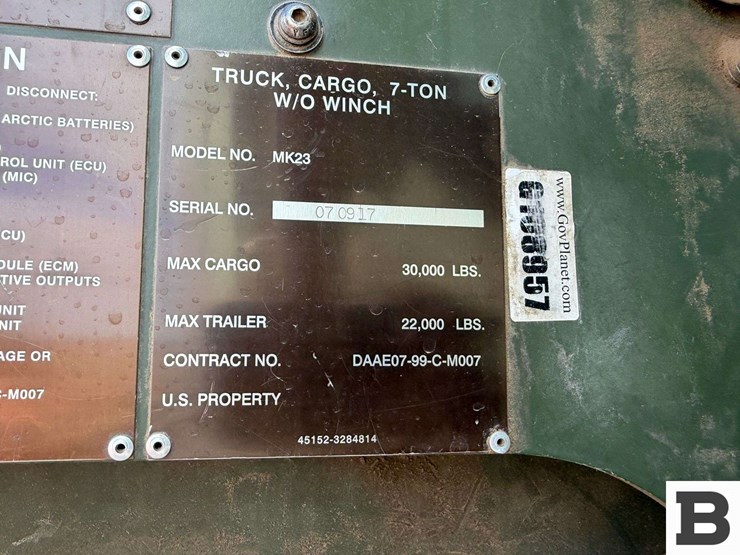 N
DISCONNECT:
ARCTIC BATTERIES)
ROL UNIT (ECU)
(MIC)
CU)
DULE (ECM)
TIVE OUTPUTS
UNIT
NIT
AGE OR
C-M007
TRUCK, CARGO, 7-TON
W/O WINCH
MODEL NO. MK23
SERIAL NO. 070917
MAX CARGO 30,000 LBS.
MAX TRAILER 22,000 LBS.
CONTRACT NO. DAAE07-99-C-M007
U.S. PROPERTY
45152-3284814
www.GovPlanet.com
B